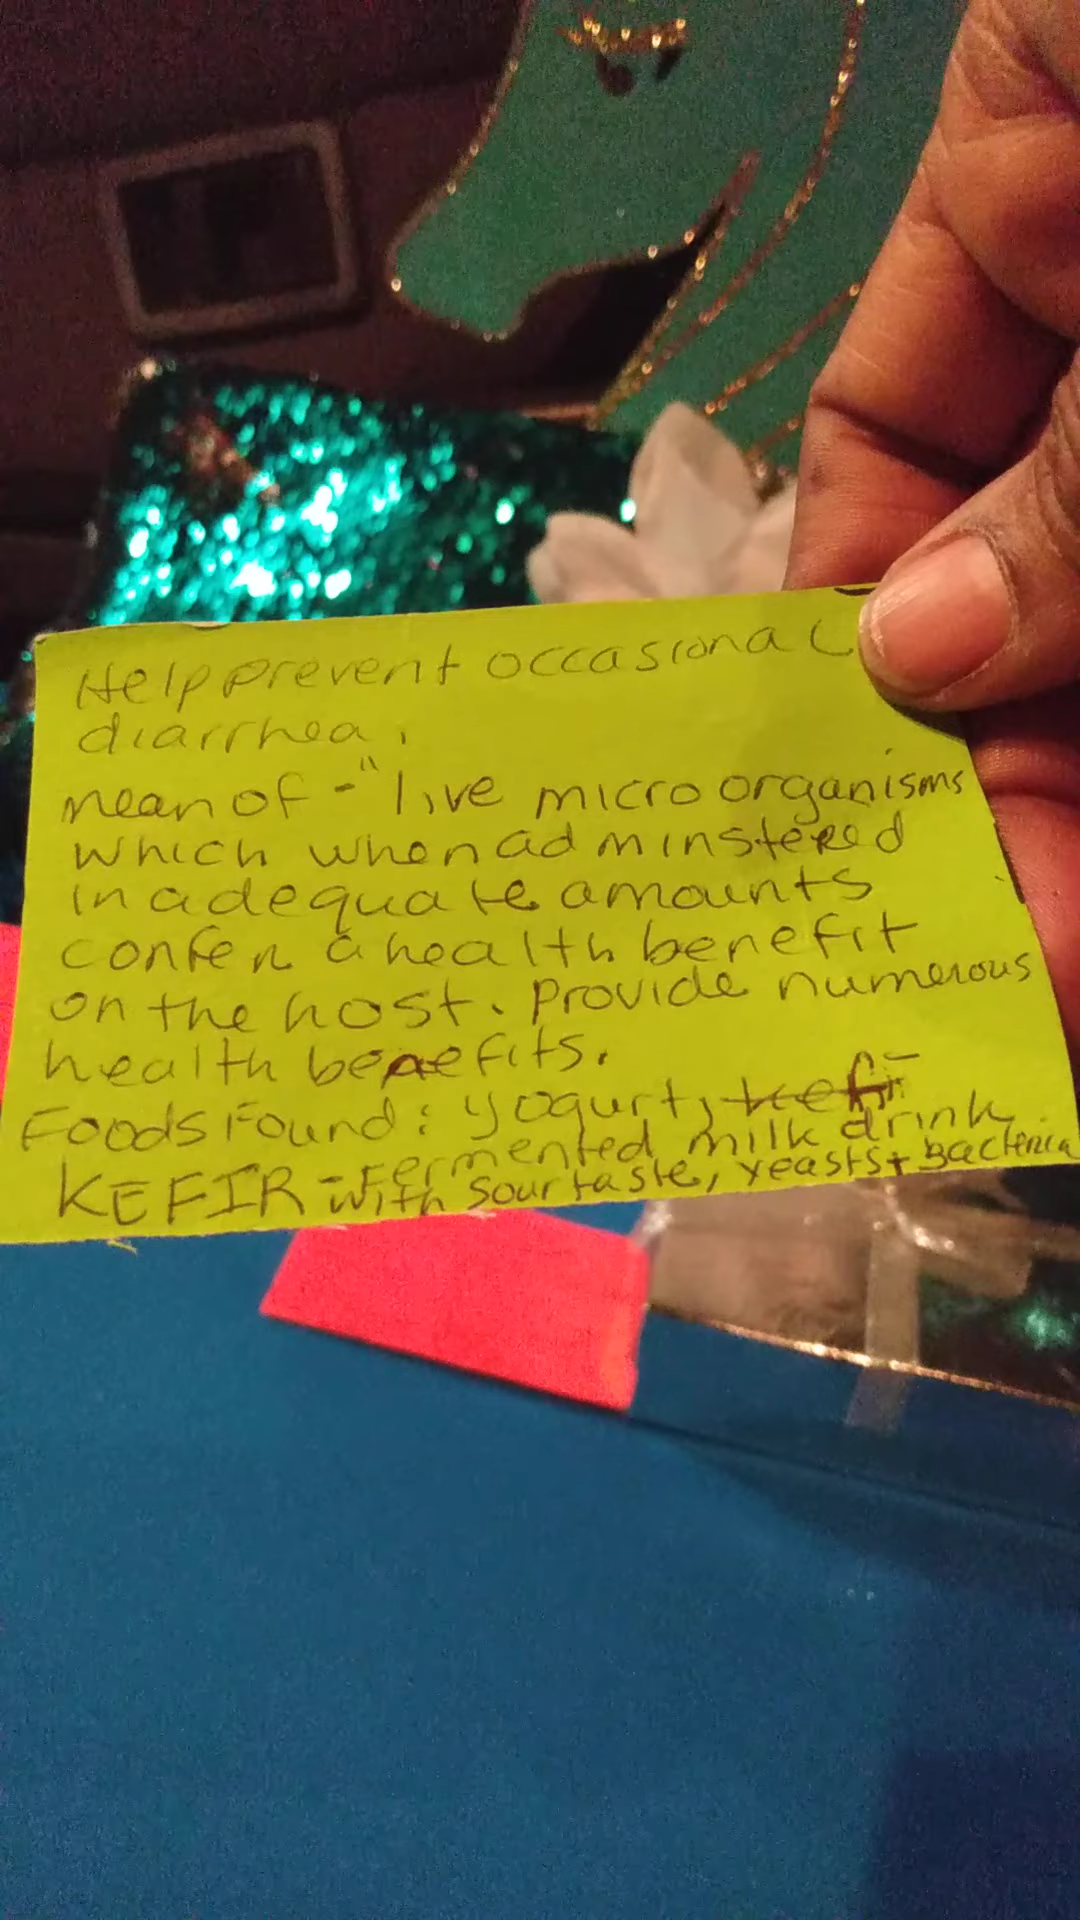 Help prevent occasional
diarrhea.
mean of - "live micro organisms
which when adminstered
in adequate amounts
confer a health benefit
on the host. Provide numerous
health benefits.
Foods Found: yogurt, kefir
KEFIR - Fermented milk drink
with sour taste, yeasts + bacteria